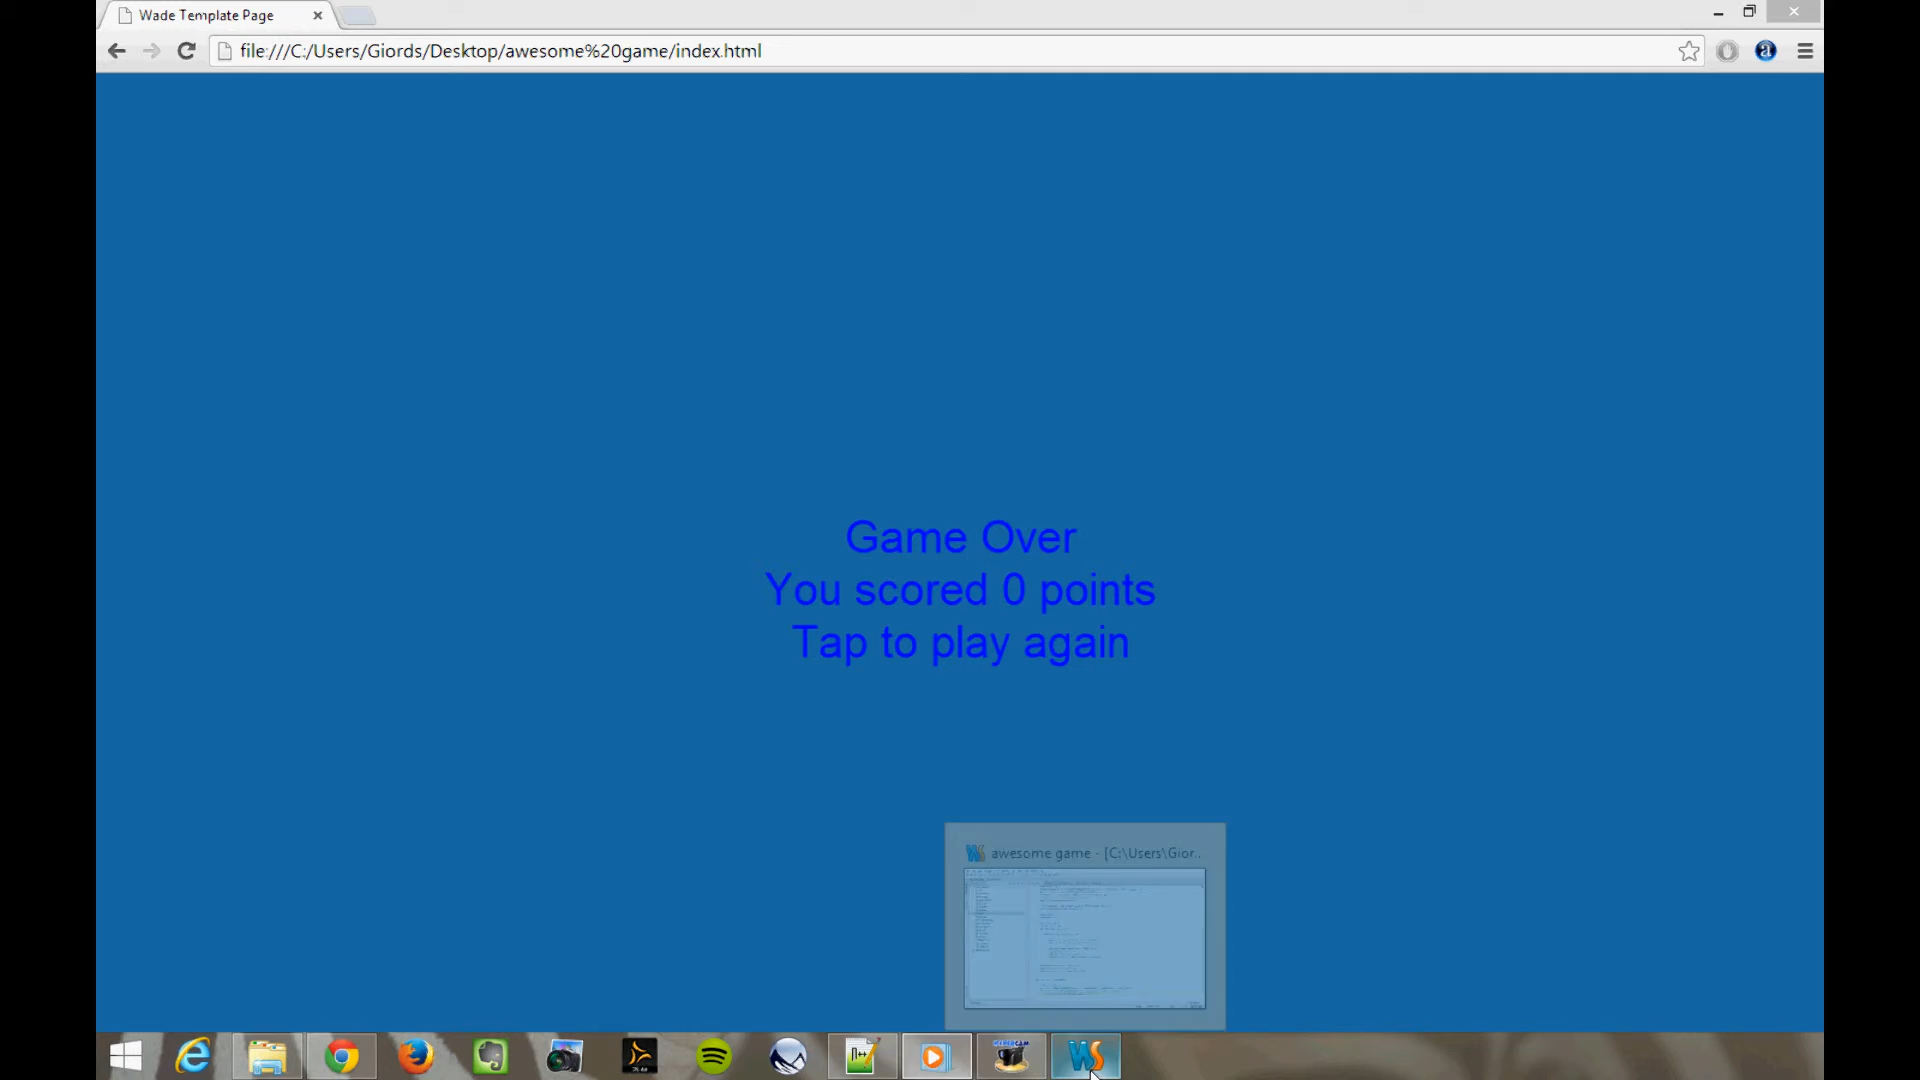 Wade Template Page
file:///C:/Users/Giords/Desktop/awesome%20game/index.html
Game Over
You scored 0 points
Tap to play again
awesome game - [C:\Users\Gior...